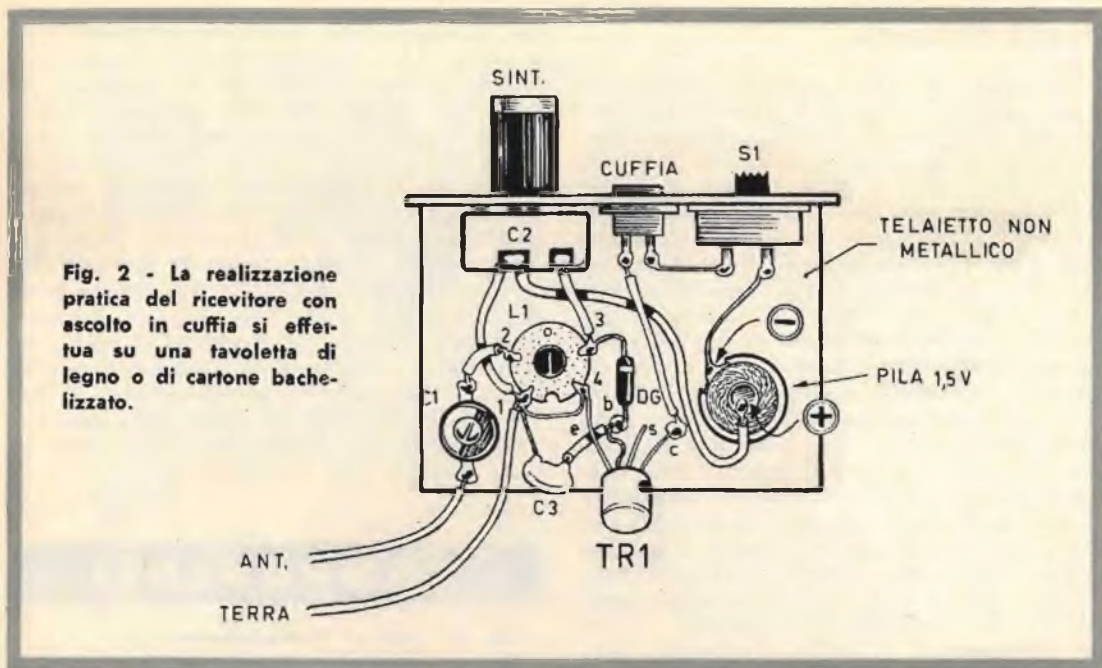 SINT.
CUFFIA
S1
C2
TELAIETTO NON
METALLICO
Fig. 2 - La realizzazione
pratica del ricevitore con
ascolto in cuffia si effet-
tua su una tavoletta di
legno o di cartone bache-
lizzato.
L1
o
2
3
4
1
C1
DG
b
e
s
c
C3
TR1
−
PILA 1,5 V
+
ANT.
TERRA